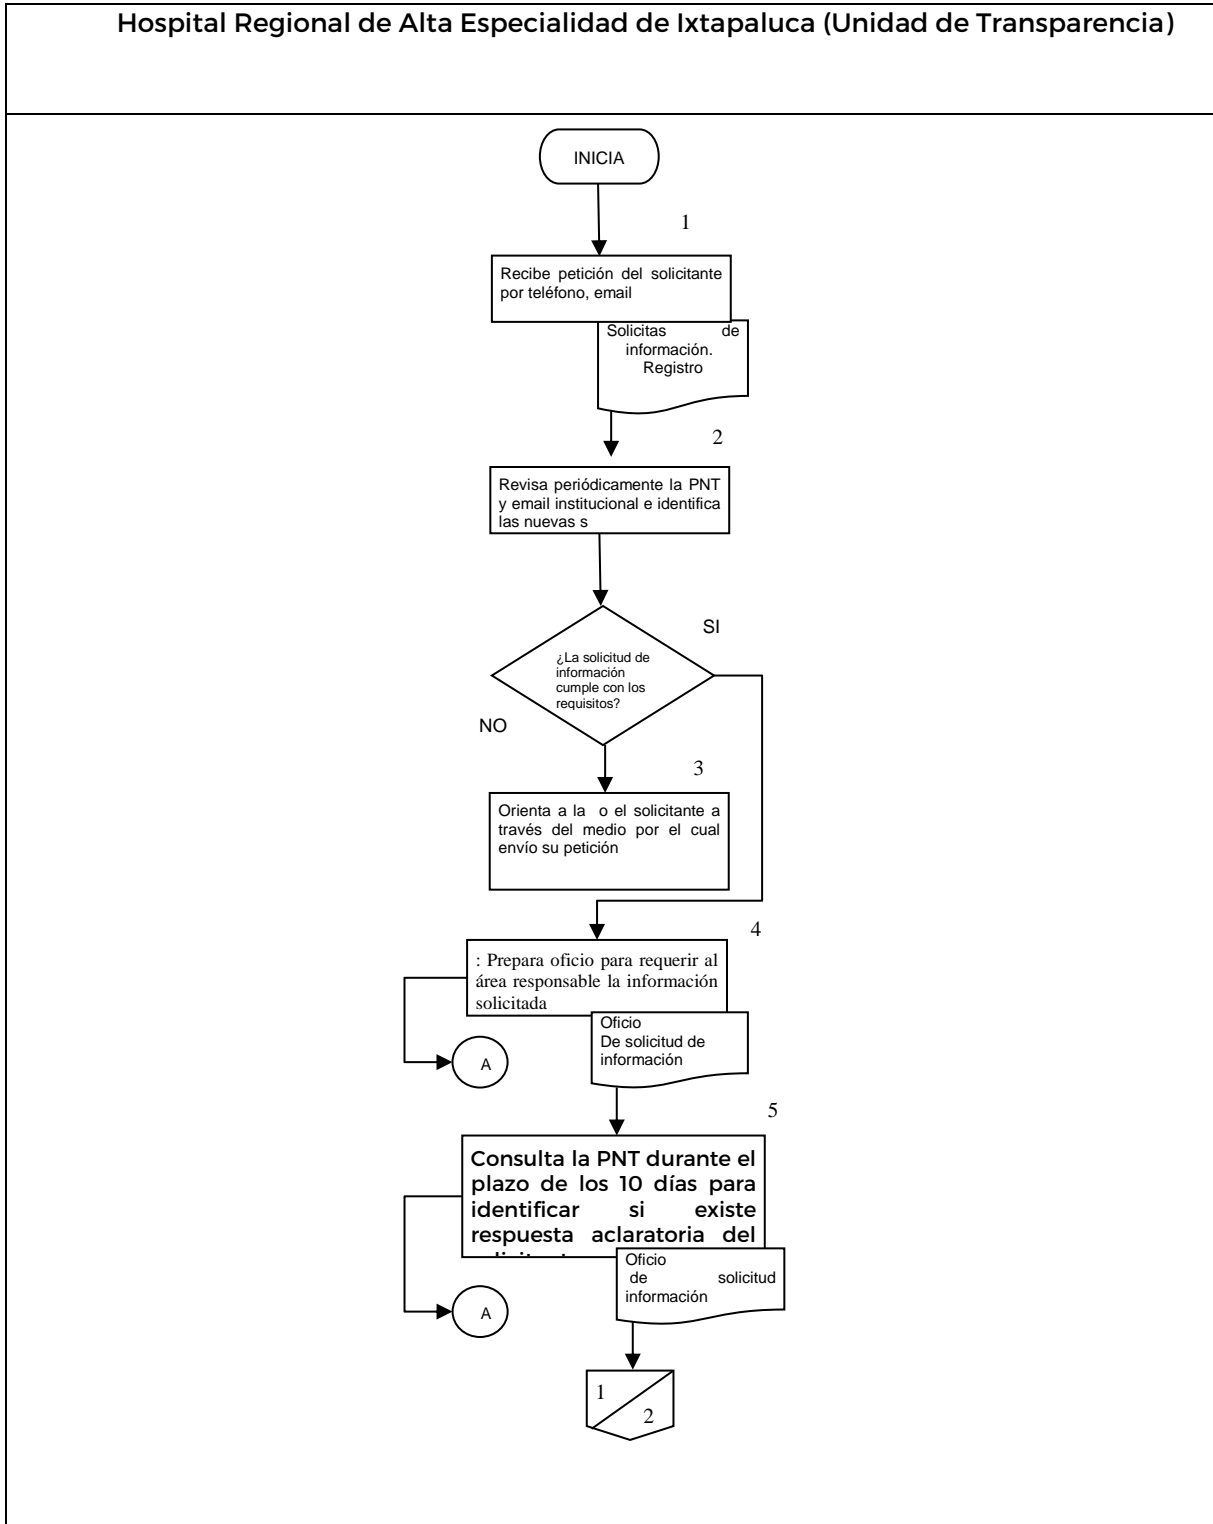 Hospital Regional de Alta Especialidad de Ixtapaluca (Unidad de Transparencia)
INICIA
1
Recibe petición del solicitante
por teléfono, email
Solicitas de
información.
Registro
2
Revisa periódicamente la PNT
y email institucional e identifica
las nuevas s
SI
¿La solicitud de
información
cumple con los
requisitos?
NO
3
Orienta a la o el solicitante a
través del medio por el cual
envío su petición
4
: Prepara oficio para requerir al
área responsable la información
solicitada
Oficio
De solicitud de
información
A
5
Consulta la PNT durante el
plazo de los 10 días para
identificar si existe
respuesta aclaratoria del
Oficio
de solicitud
información
A
1
2